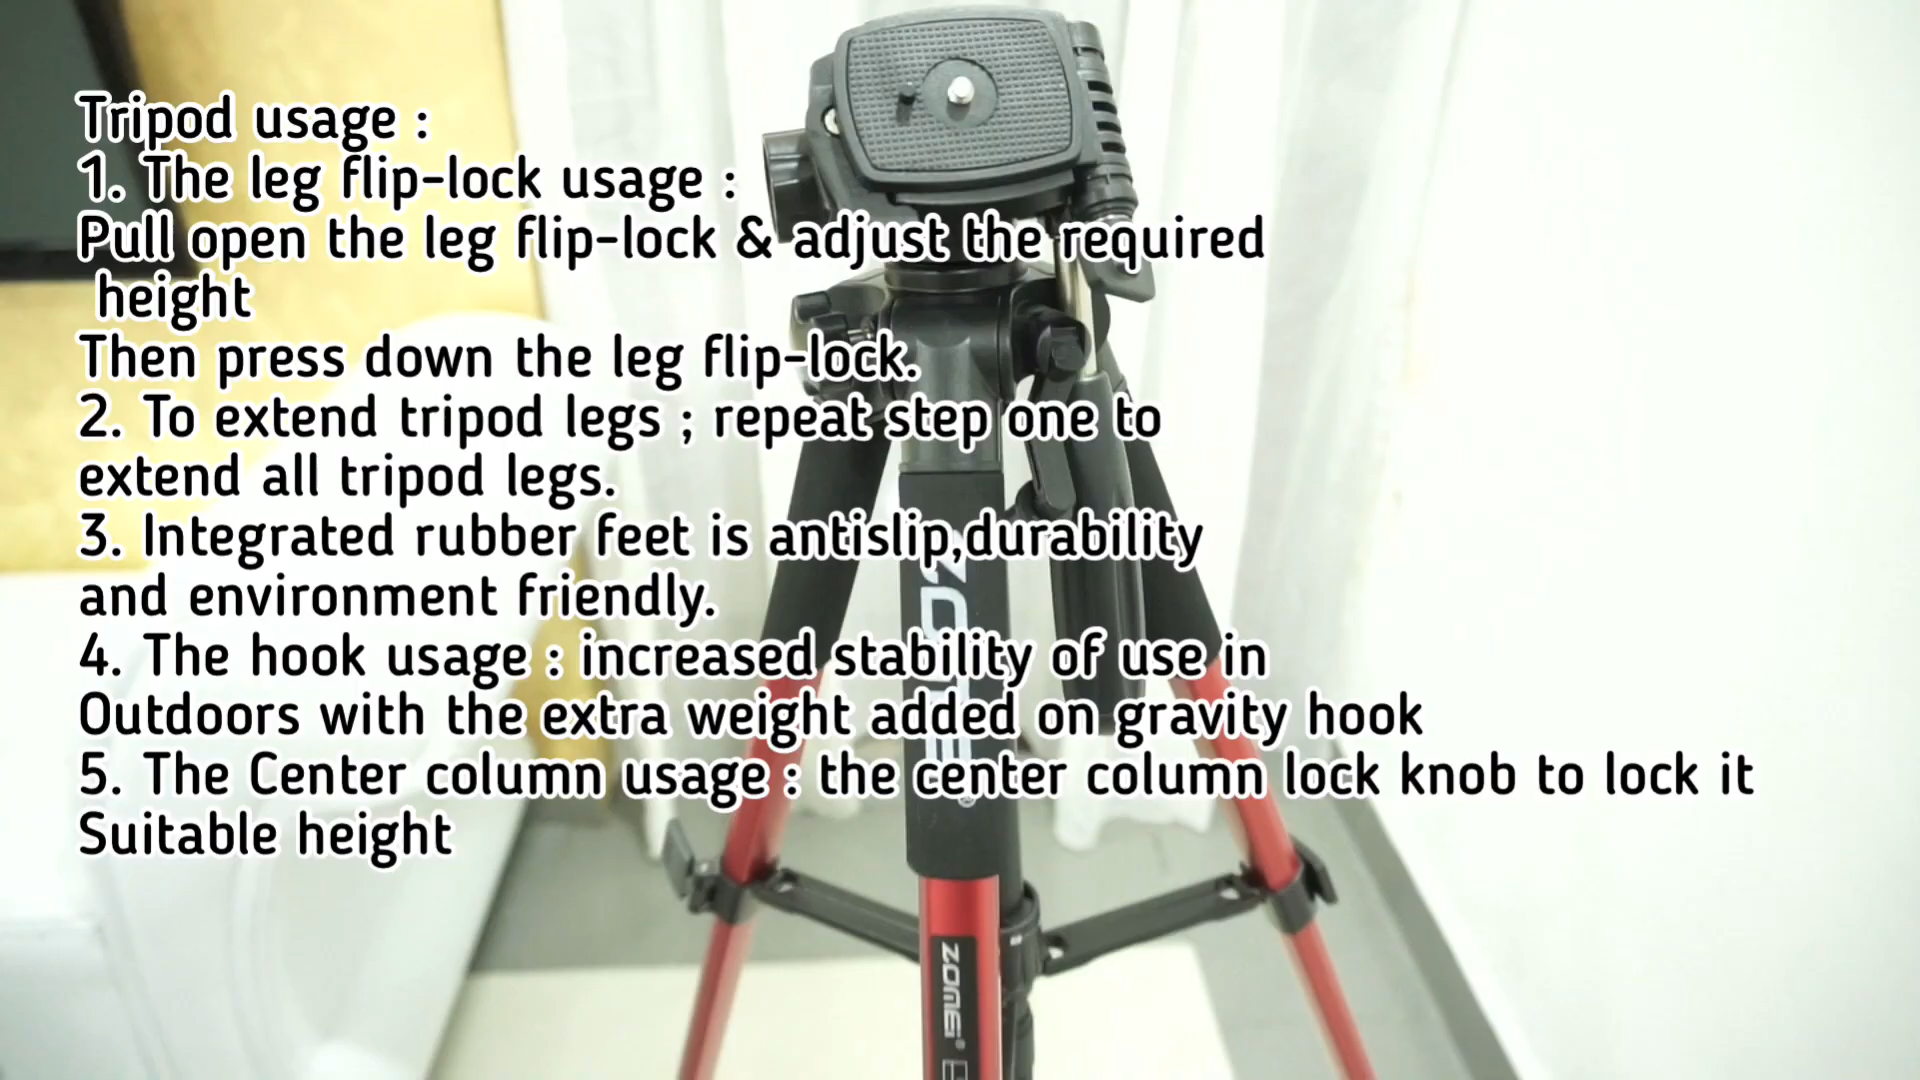 Tripod usage :
1. The leg flip-lock usage :
Pull open the leg flip-lock & adjust the required
height
Then press down the leg flip-lock.
2. To extend tripod legs ; repeat step one to
extend all tripod legs.
3. Integrated rubber feet is antislip,durability
and environment friendly.
4. The hook usage : increased stability of use in
Outdoors with the extra weight added on gravity hook
5. The Center column usage : the center column lock knob to lock it
Suitable height
ZOMEI®
ZOMEI®